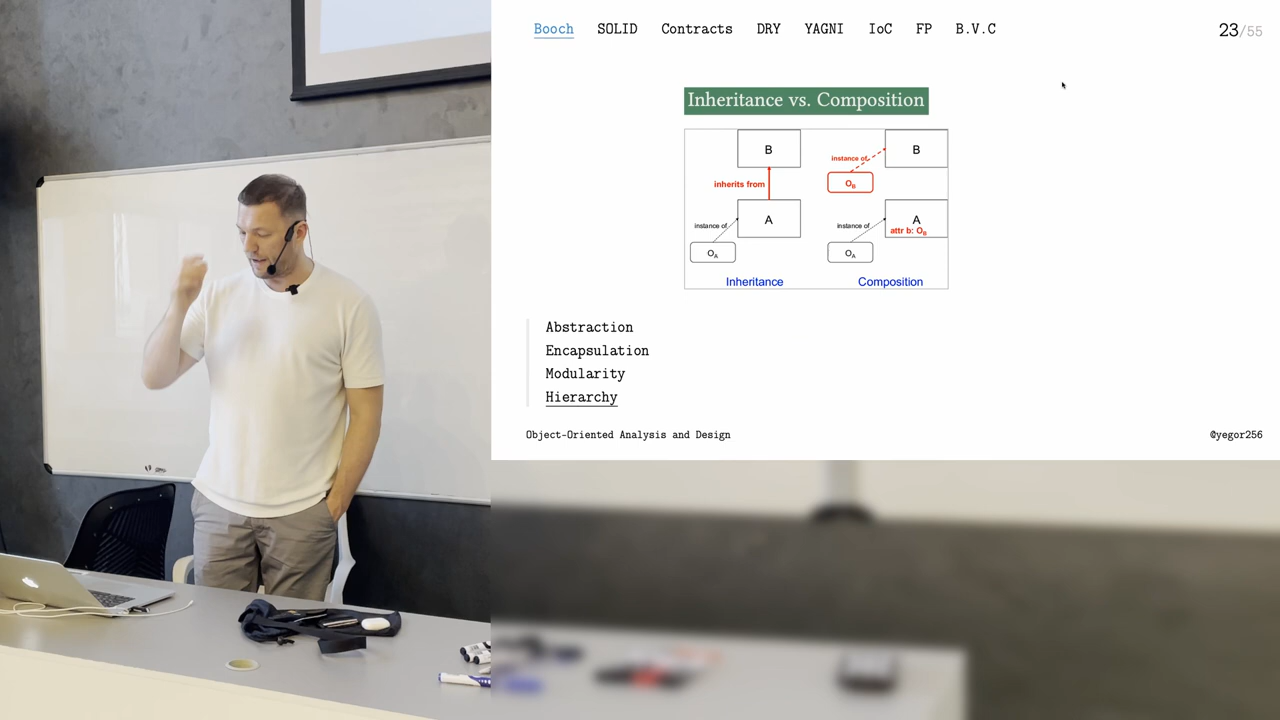 Booch SOLID Contracts DRY YAGNI IoC FP B.V.C
23/55
Inheritance vs. Composition
B
inherits from
A
instance of
OA
Inheritance
B
instance of
OB
A
attr b: OB
instance of
OA
Composition
Abstraction
Encapsulation
Modularity
Hierarchy
Object-Oriented Analysis and Design
@yegor256